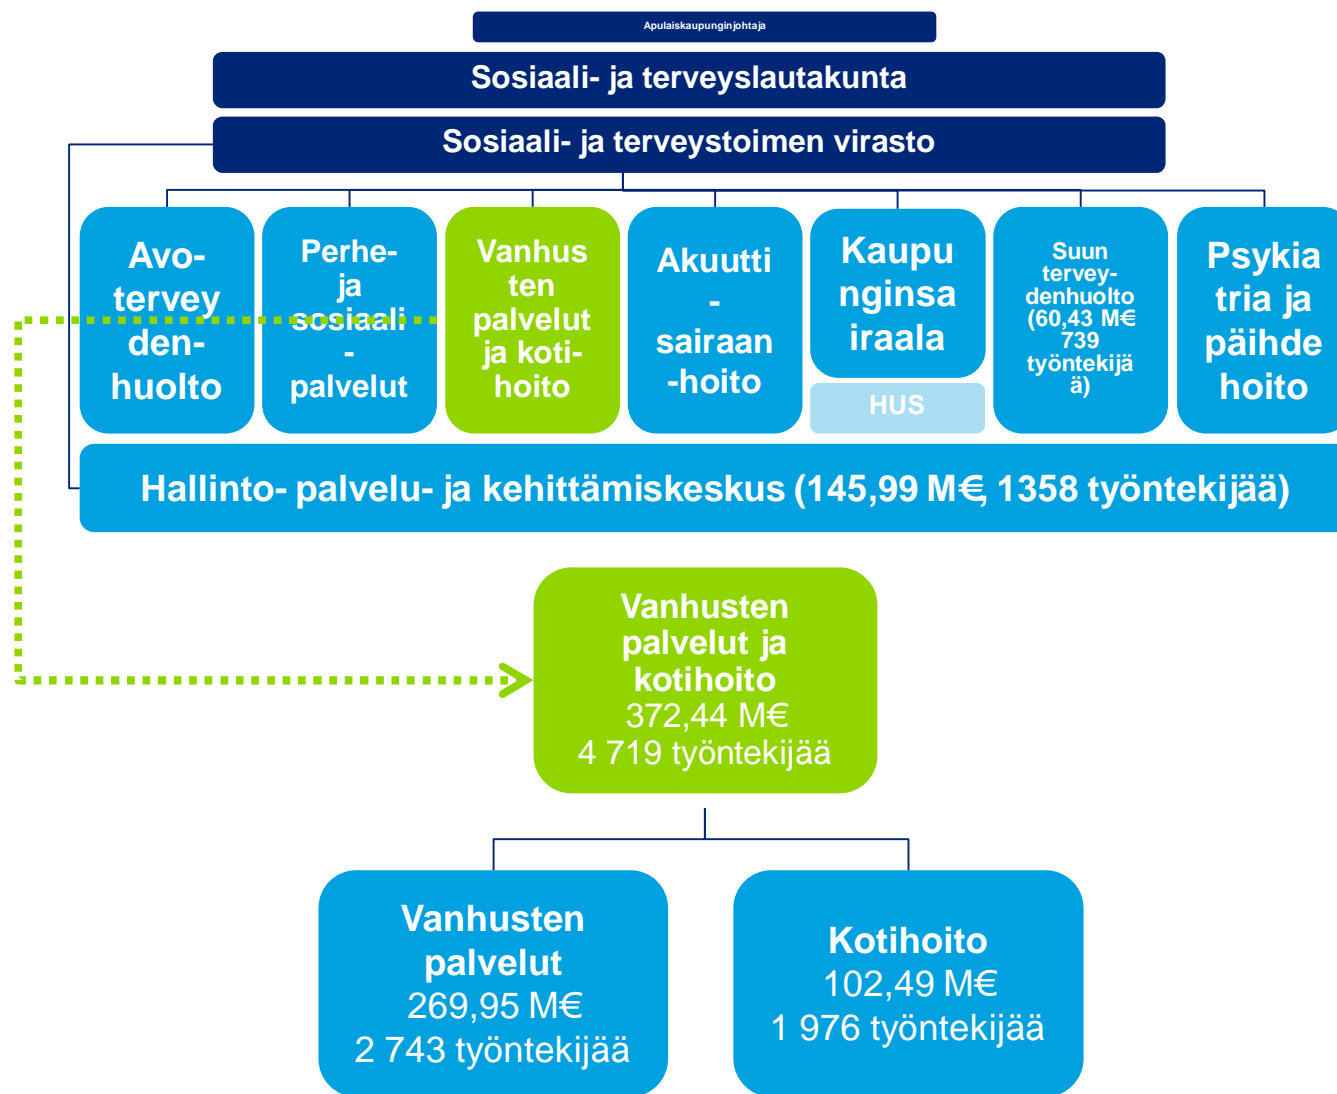 Apulaiskaupunginjohtaja
Sosiaali- ja terveyslautakunta
Sosiaali- ja terveystoimen virasto
Avo-
tervey
den-
huolto
Perhe-
ja
sosiaali
-
palvelut
Vanhus
ten
palvelut
ja koti-
hoito
Akuutti
-
sairaan
-hoito
Kaupu
nginsa
iraala
HUS
Suun
tervey-
denhuolto
(60,43 M€
739
työntekijä
ä)
Psykia
tria ja
päihde
hoito
Hallinto- palvelu- ja kehittämiskeskus (145,99 M€, 1358 työntekijää)
Vanhusten
palvelut ja
kotihoito
372,44 M€
4 719 työntekijää
Vanhusten
palvelut
269,95 M€
2 743 työntekijää
Kotihoito
102,49 M€
1 976 työntekijää